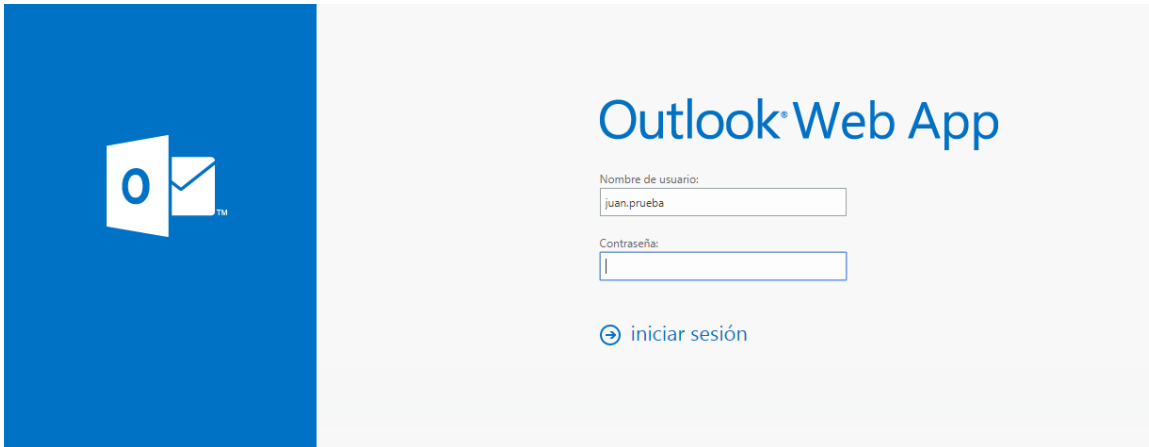 Outlook® Web App
Nombre de usuario:
juan.prueba
Contraseña:
iniciar sesión
O
TM